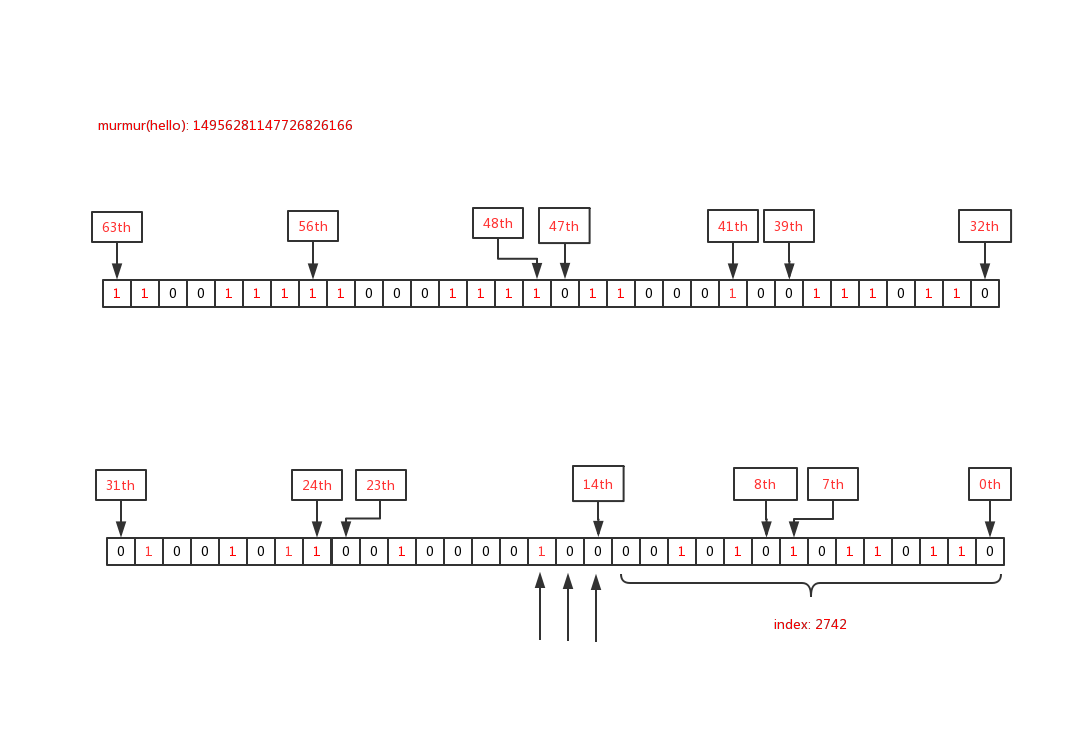 murmur(hello): 14956281147726826166
63th 56th 48th 47th 41th 39th 32th
1 1 0 0 1 1 1 1 1 0 0 0 1 1 1 1 0 1 1 0 0 0 1 0 0 1 1 1 0 1 1 0
31th 24th 23th 14th 8th 7th 0th
0 1 0 0 1 0 1 1 0 0 1 0 0 0 0 1 0 0 0 0 1 0 1 0 1 0 1 1 0 1 1 0
index: 2742